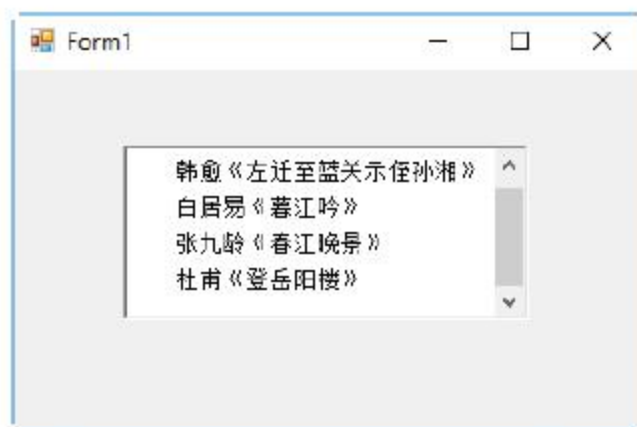 Form1
韩愈《左迁至蓝关示侄孙湘》
白居易《暮江吟》
张九龄《春江晚景》
杜甫《登岳阳楼》